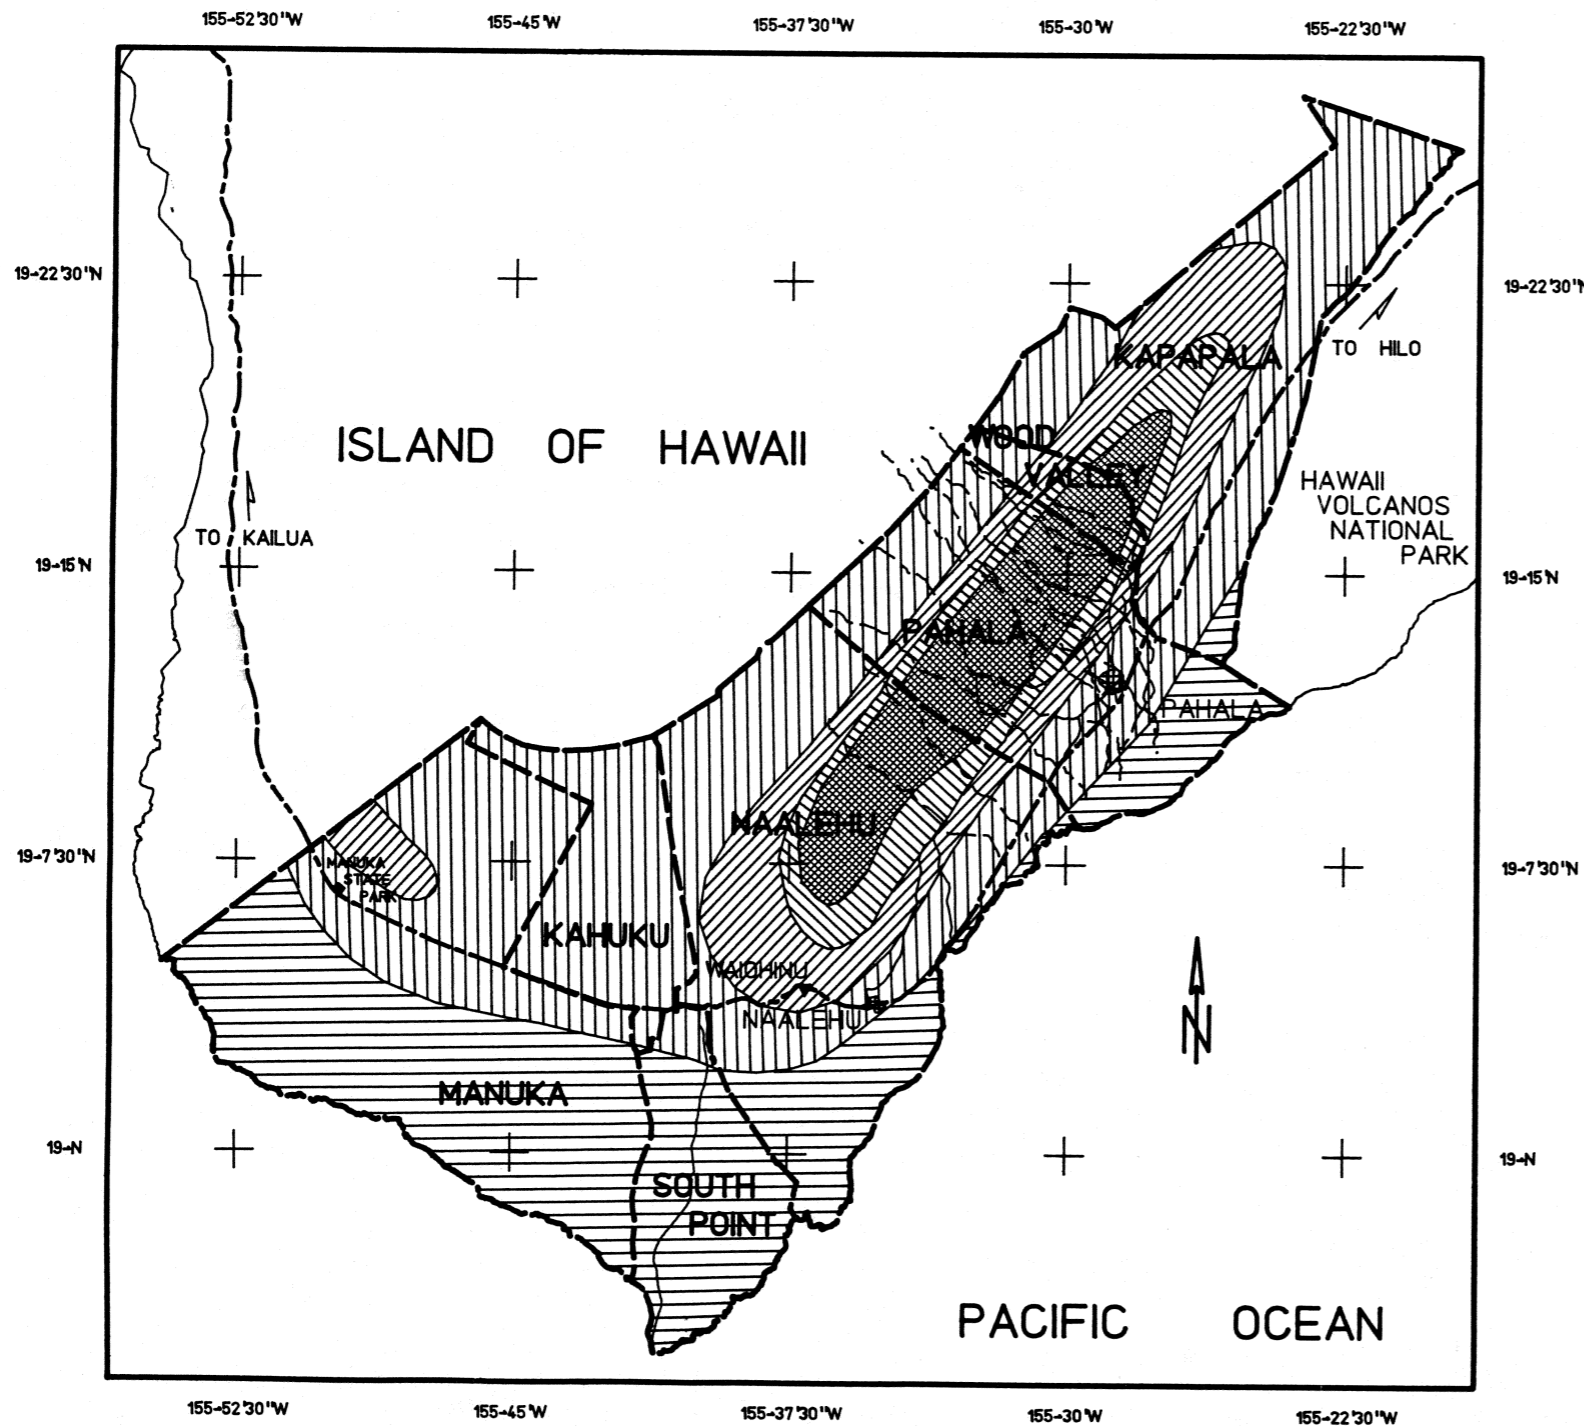 155-52'30"W 155-45'W 155-37'30"W 155-30'W 155-22'30"W
19-22'30"N
19-22'30"N
KAPAPALA
TO HILO
ISLAND OF HAWAII
WOOD
VALLEY
HAWAII
VOLCANOS
NATIONAL
PARK
TO KAILUA
19-15'N
19-15'N
PAHALA
PAHALA
NAALEHU
19-7'30"N
19-7'30"N
MANUKA
STATE
PARK
KAHUKU
WAIOHINU
NAALEHU
N
MANUKA
19-N
19-N
SOUTH
POINT
PACIFIC OCEAN
155-52'30"W 155-45'W 155-37'30"W 155-30'W 155-22'30"W